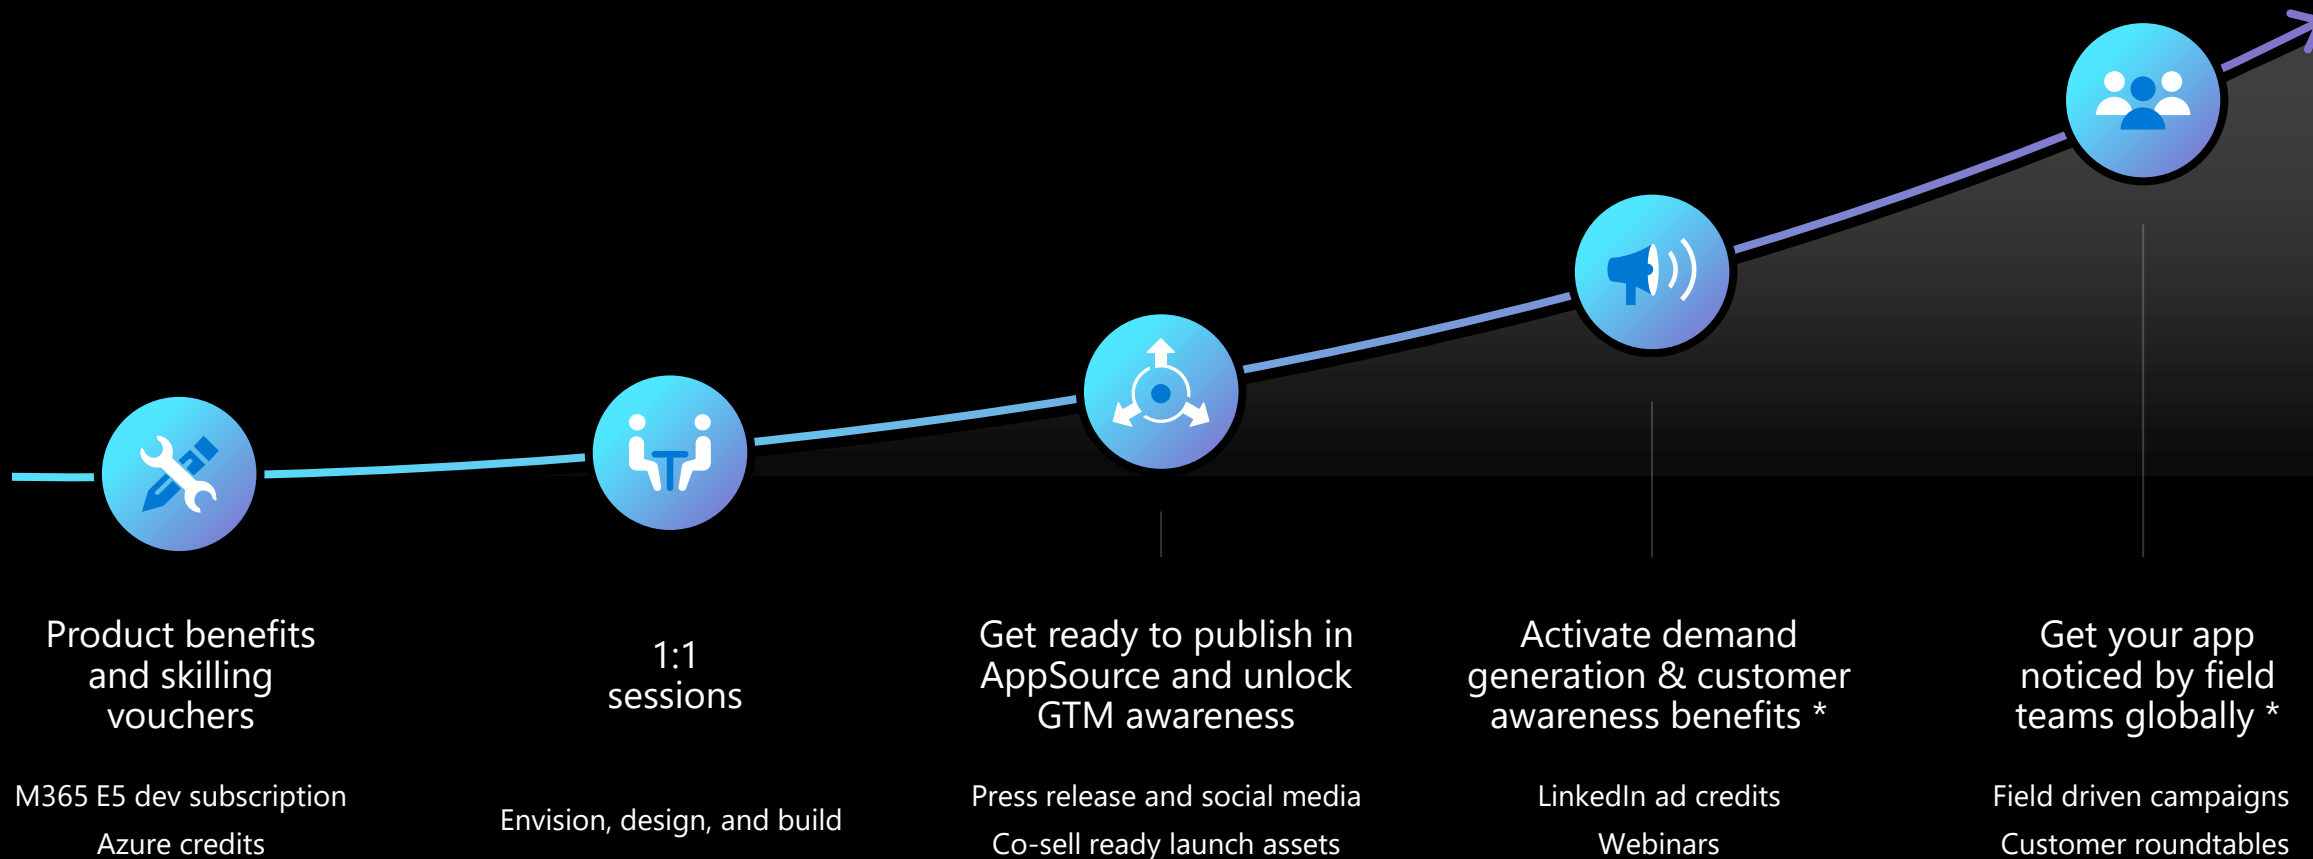 Product benefits
and skilling
vouchers
M365 E5 dev subscription
Azure credits
1:1
sessions
Envision, design, and build
Get ready to publish in
AppSource and unlock
GTM awareness
Press release and social media
Co-sell ready launch assets
Activate demand
generation & customer
awareness benefits *
LinkedIn ad credits
Webinars
Get your app
noticed by field
teams globally *
Field driven campaigns
Customer roundtables